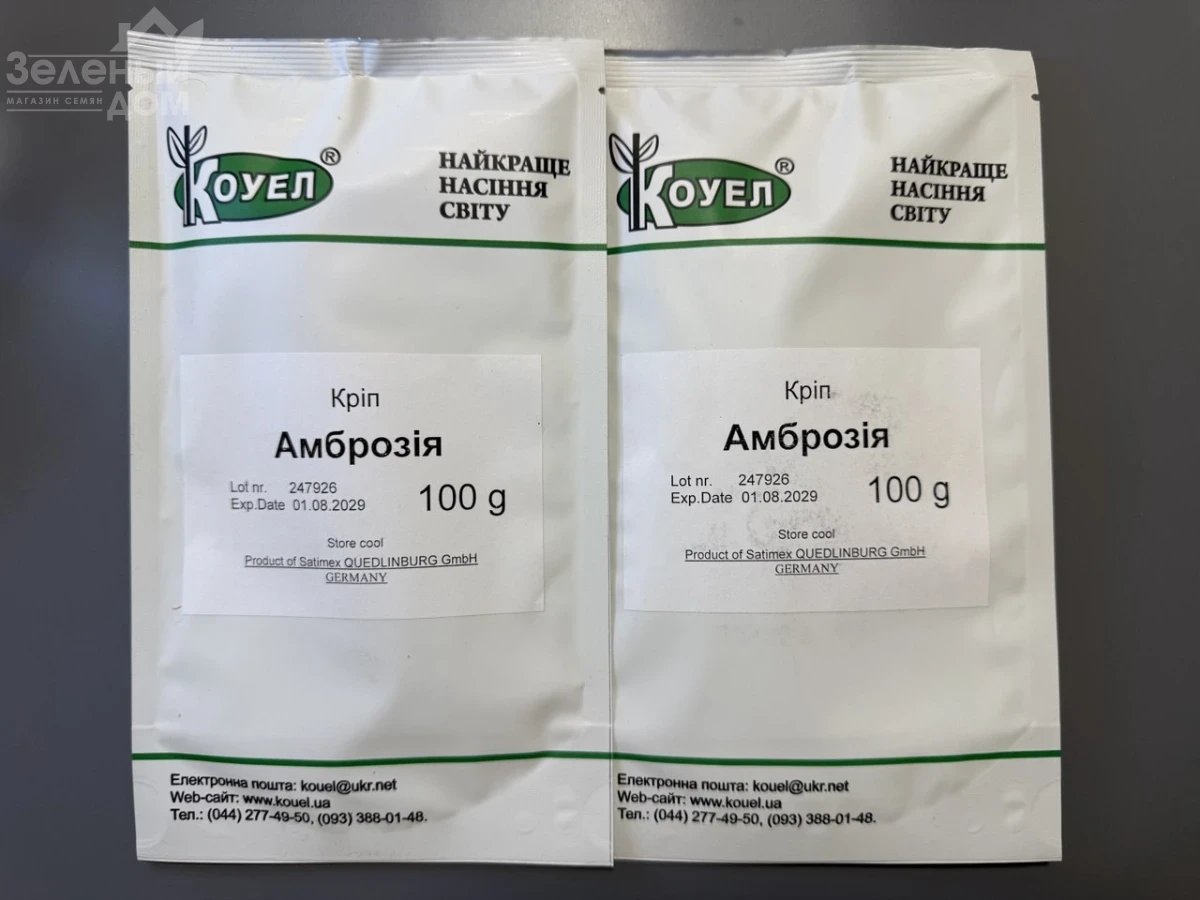 Зеленый
МАГАЗИН СЕМЯН
ДОМ
КОУЕЛ®
НАЙКРАЩЕ
НАСІННЯ
СВІТУ
Кріп
Амброзія
Lot nr. 247926
Exp.Date 01.08.2029
100 g
Store cool
Product of Satimex QUEDLINBURG GmbH
GERMANY
Електронна пошта: kouel@ukr.net
Web-сайт: www.kouel.ua
Тел.: (044) 277-49-50, (093) 388-01-48.
КОУЕЛ®
НАЙКРАЩЕ
НАСІННЯ
СВІТУ
Кріп
Амброзія
Lot nr. 247926
Exp.Date 01.08.2029
100 g
Store cool
Product of Satimex QUEDLINBURG GmbH
GERMANY
Електронна пошта: kouel@ukr.net
Web-сайт: www.kouel.ua
Тел.: (044) 277-49-50, (093) 388-01-48.